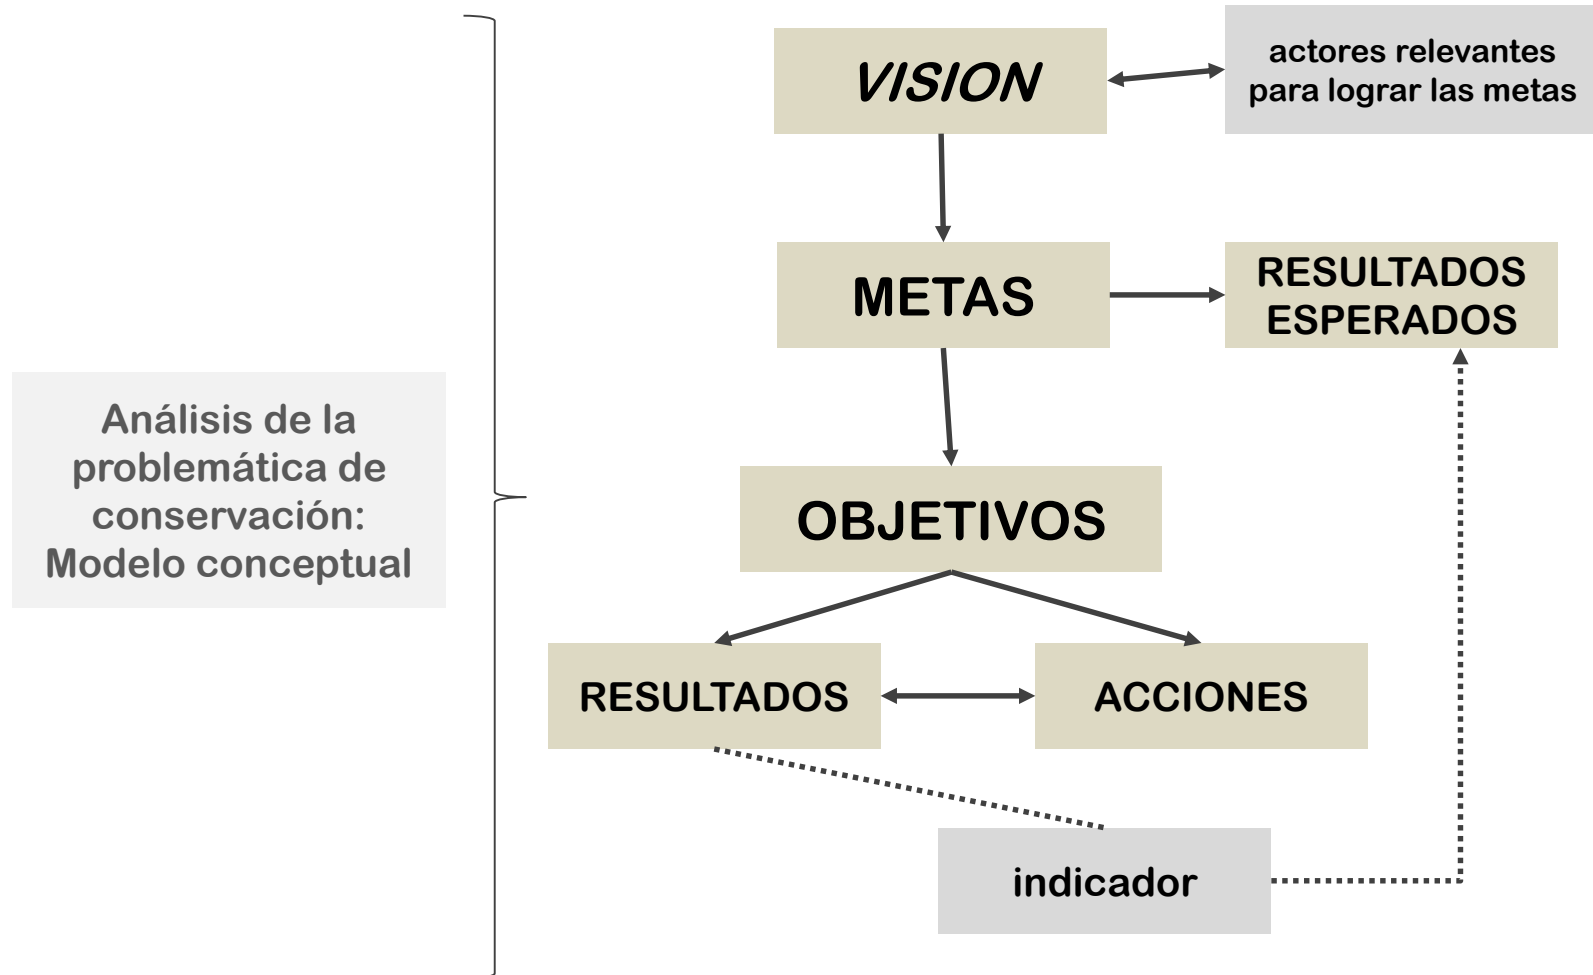 VISION
actores relevantes
para lograr las metas
METAS
RESULTADOS
ESPERADOS
Análisis de la
problemática de
conservación:
Modelo conceptual
OBJETIVOS
RESULTADOS
ACCIONES
indicador